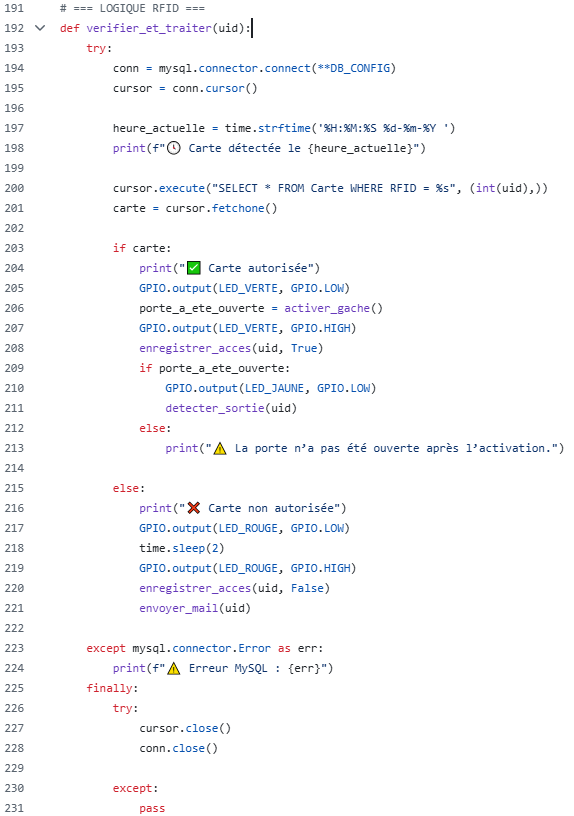 191 # === LOGIQUE RFID ===
192 def verifier_et_traiter(uid):
193 try:
194 conn = mysql.connector.connect(**DB_CONFIG)
195 cursor = conn.cursor()
196
197 heure_actuelle = time.strftime('%H:%M:%S %d-%m-%Y ')
198 print(f"🕒 Carte détectée le {heure_actuelle}")
199
200 cursor.execute("SELECT * FROM Carte WHERE RFID = %s", (int(uid),))
201 carte = cursor.fetchone()
202
203 if carte:
204 print("✅ Carte autorisée")
205 GPIO.output(LED_VERTE, GPIO.LOW)
206 porte_a_ete_ouverte = activer_gache()
207 GPIO.output(LED_VERTE, GPIO.HIGH)
208 enregistrer_acces(uid, True)
209 if porte_a_ete_ouverte:
210 GPIO.output(LED_JAUNE, GPIO.LOW)
211 detecter_sortie(uid)
212 else:
213 print("⚠️ La porte n’a pas été ouverte après l’activation.")
214
215 else:
216 print("❌ Carte non autorisée")
217 GPIO.output(LED_ROUGE, GPIO.LOW)
218 time.sleep(2)
219 GPIO.output(LED_ROUGE, GPIO.HIGH)
220 enregistrer_acces(uid, False)
221 envoyer_mail(uid)
222
223 except mysql.connector.Error as err:
224 print(f"⚠️ Erreur MySQL : {err}")
225 finally:
226 try:
227 cursor.close()
228 conn.close()
229
230 except:
231 pass